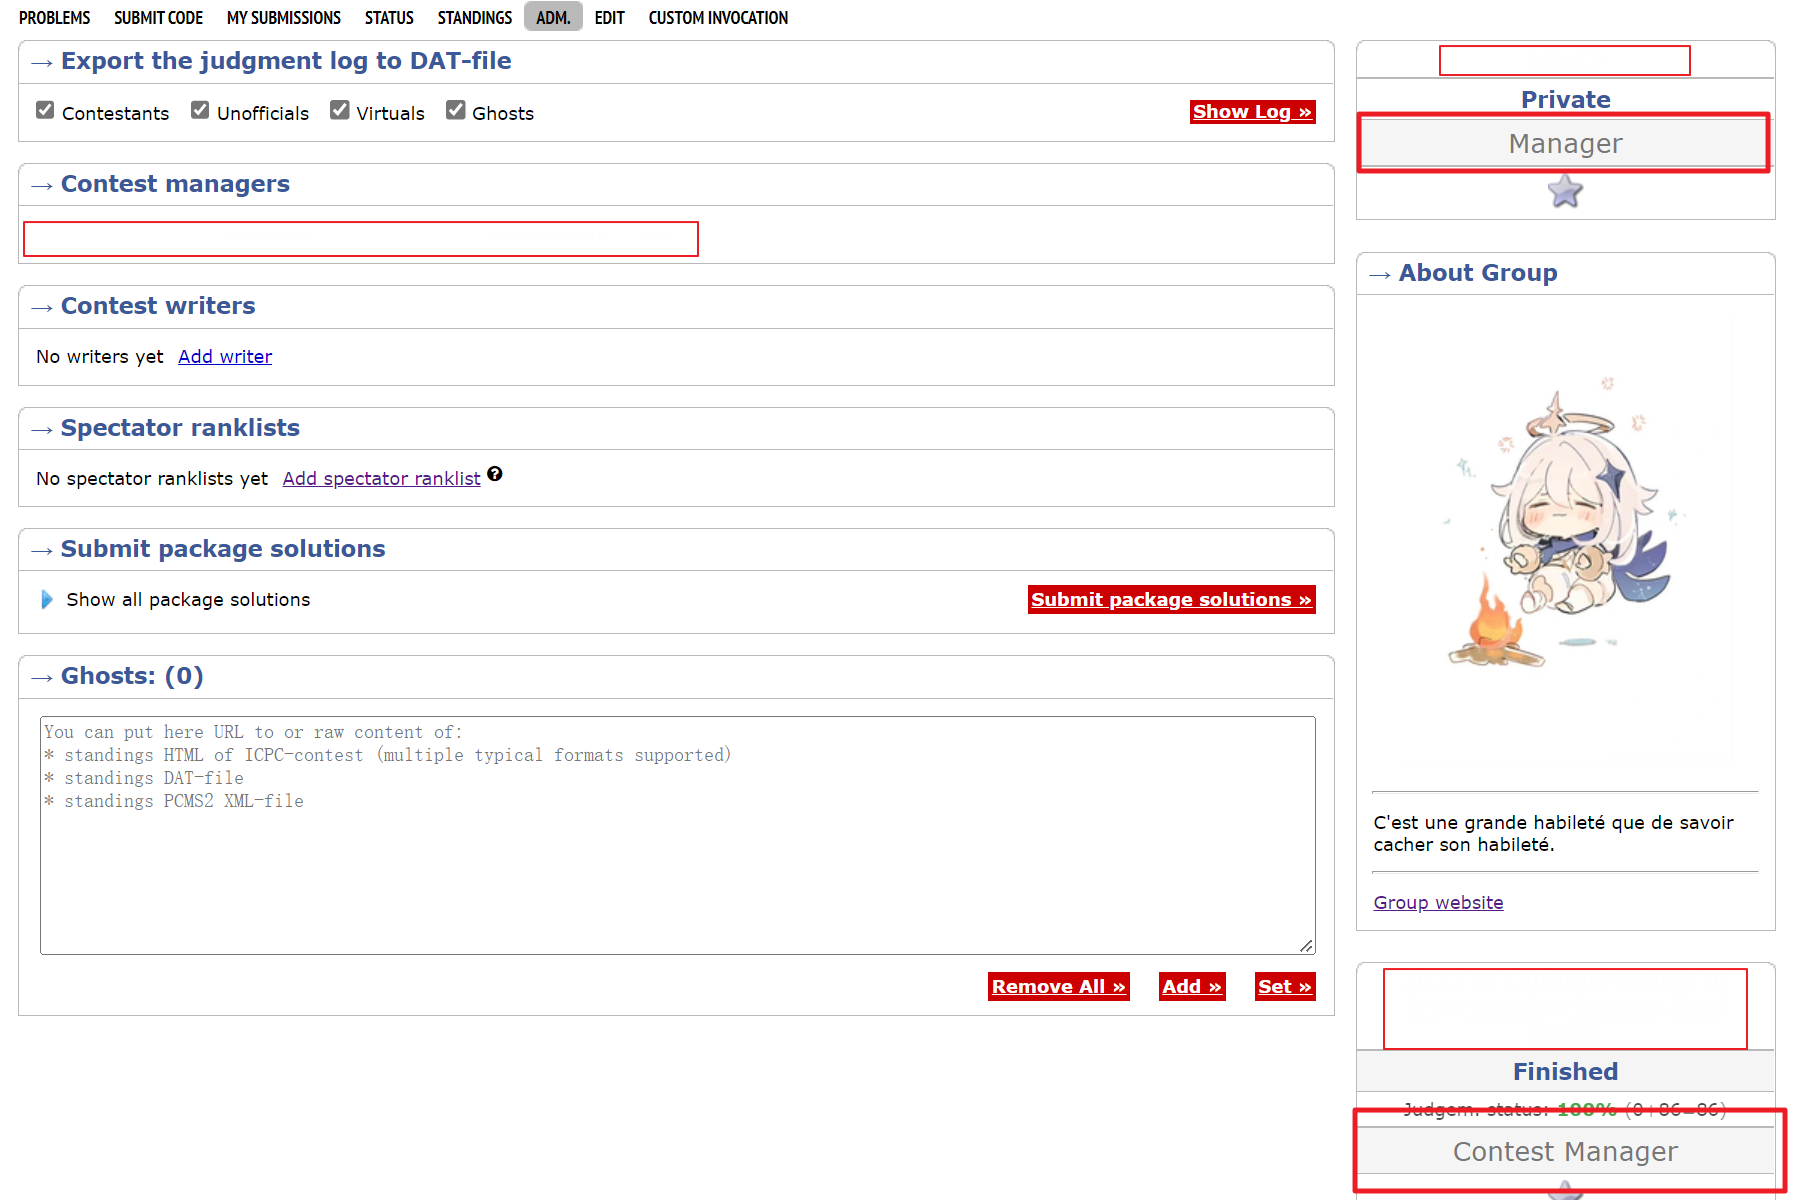 PROBLEMS SUBMIT CODE MY SUBMISSIONS STATUS STANDINGS ADM. EDIT CUSTOM INVOCATION
→ Export the judgment log to DAT-file
Contestants Unofficials Virtuals Ghosts Show Log »
→ Contest managers
→ Contest writers
No writers yet Add writer
→ Spectator ranklists
No spectator ranklists yet Add spectator ranklist ?
→ Submit package solutions
Show all package solutions Submit package solutions »
→ Ghosts: (0)
You can put here URL to or raw content of:
* standings HTML of ICPC-contest (multiple typical formats supported)
* standings DAT-file
* standings PCMS2 XML-file
Remove All » Add » Set »
Private
Manager
→ About Group
C'est une grande habileté que de savoir
cacher son habileté.
Group website
Finished
Judgem. status: 100% (0+86=86)
Contest Manager